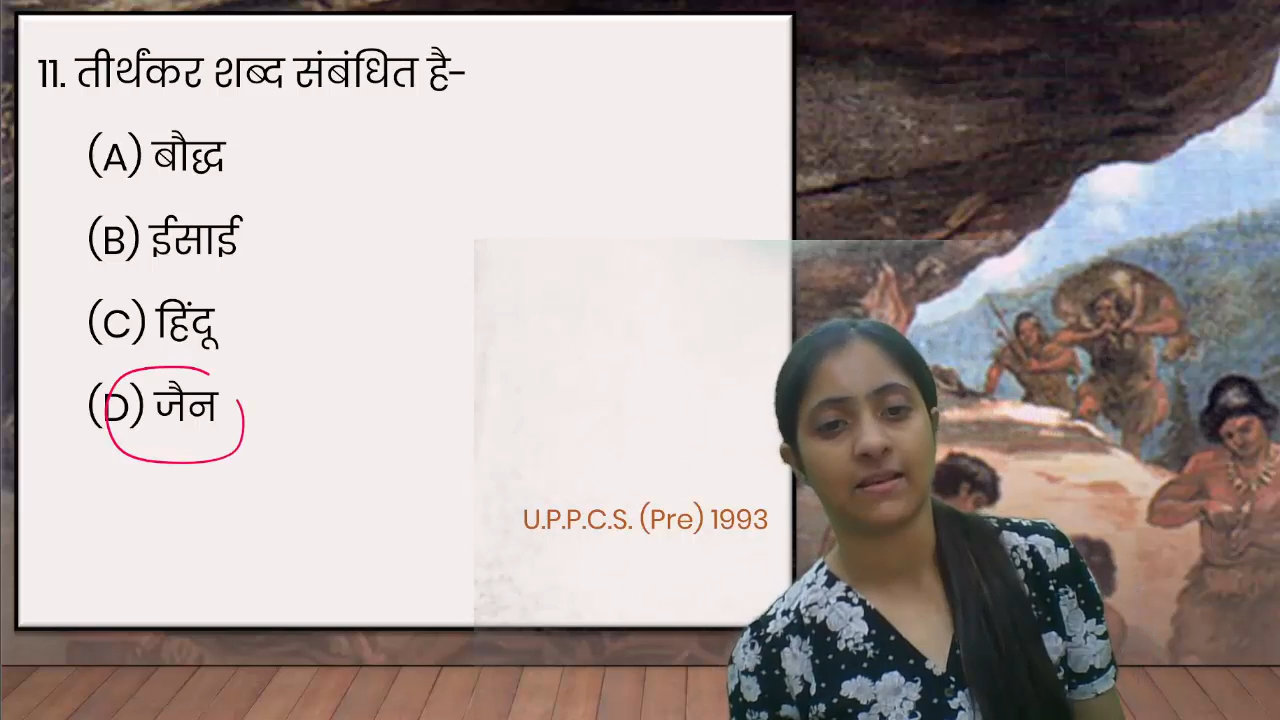 11. तीर्थंकर शब्द संबंधित है-
(A) बौद्ध
(B) ईसाई
(C) हिंदू
(D) जैन
U.P.P.C.S. (Pre) 1993